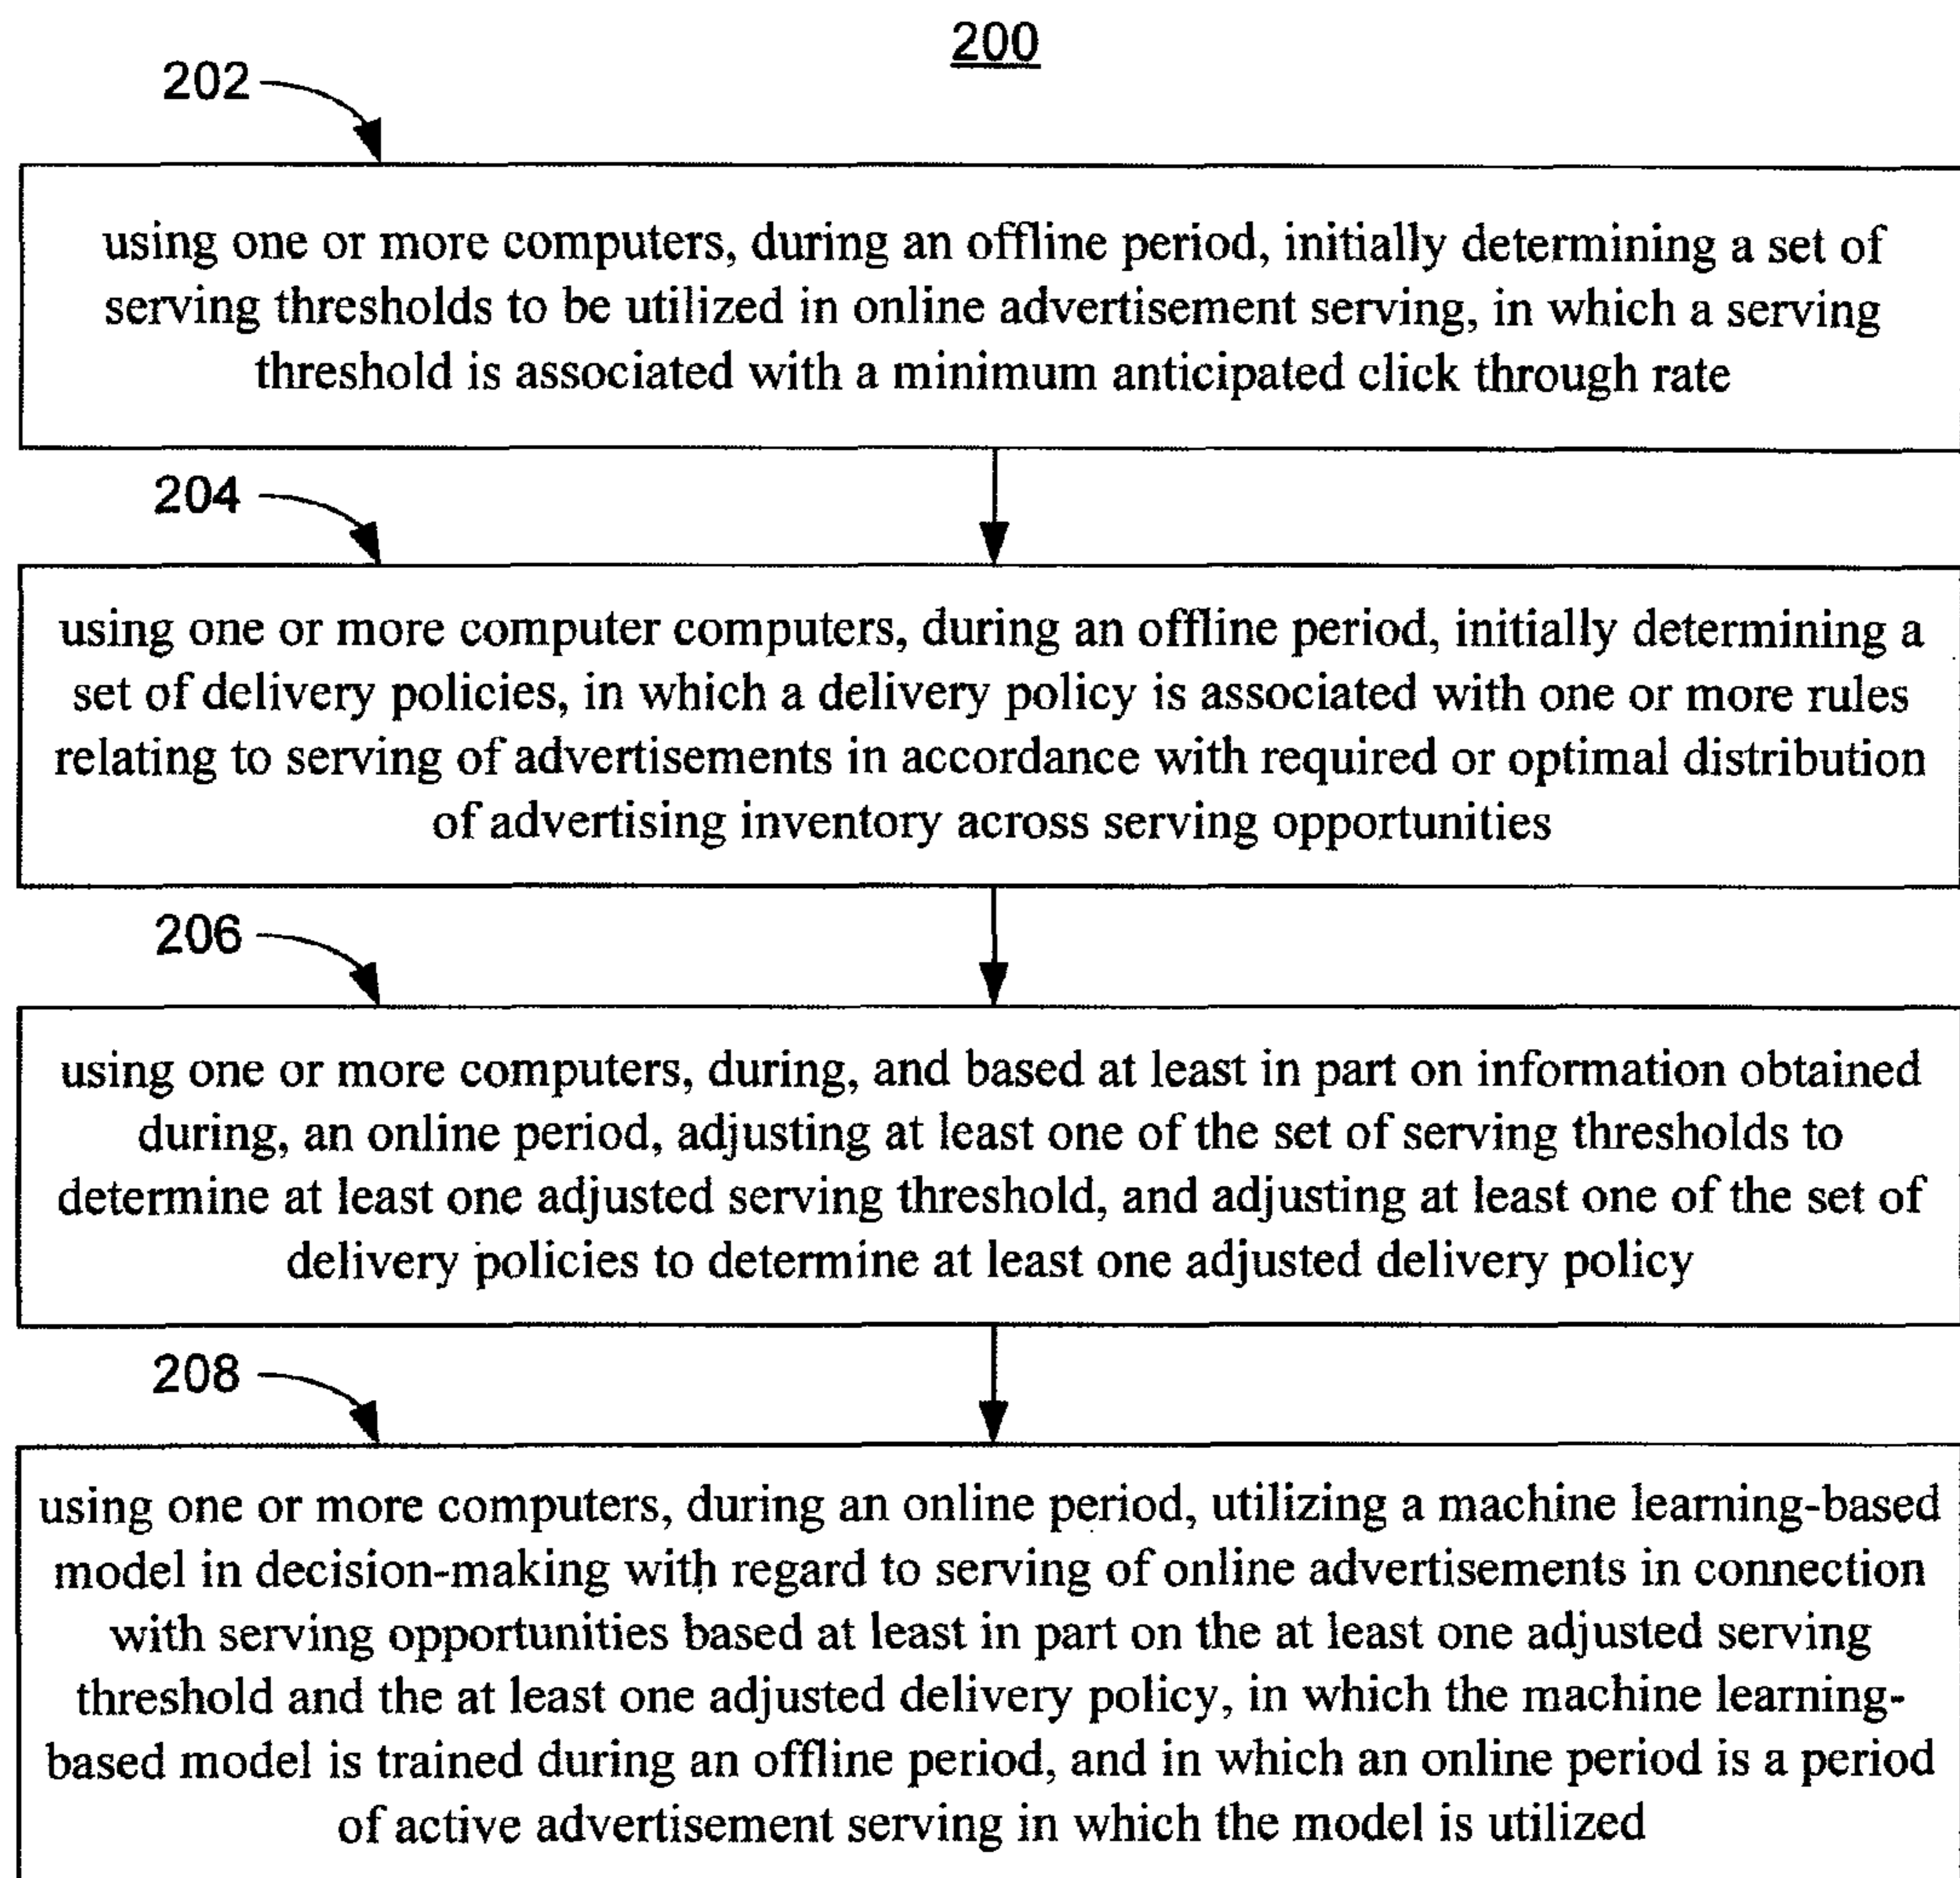 200
202
using one or more computers, during an offline period, initially determining a set of
serving thresholds to be utilized in online advertisement serving, in which a serving
threshold is associated with a minimum anticipated click through rate
204
using one or more computer computers, during an offline period, initially determining a
set of delivery policies, in which a delivery policy is associated with one or more rules
relating to serving of advertisements in accordance with required or optimal distribution
of advertising inventory across serving opportunities
206
using one or more computers, during, and based at least in part on information obtained
during, an online period, adjusting at least one of the set of serving thresholds to
determine at least one adjusted serving threshold, and adjusting at least one of the set of
delivery policies to determine at least one adjusted delivery policy
208
using one or more computers, during an online period, utilizing a machine learning-based
model in decision-making with regard to serving of online advertisements in connection
with serving opportunities based at least in part on the at least one adjusted serving
threshold and the at least one adjusted delivery policy, in which the machine learning-
based model is trained during an offline period, and in which an online period is a period
of active advertisement serving in which the model is utilized